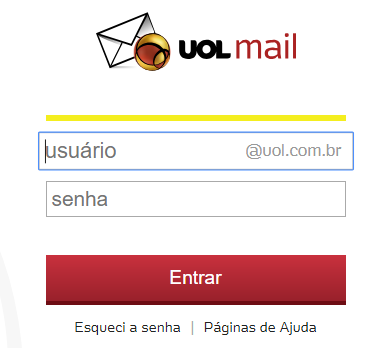 UOL mail
usuário @uol.com.br
senha
Entrar
Esqueci a senha | Páginas de Ajuda